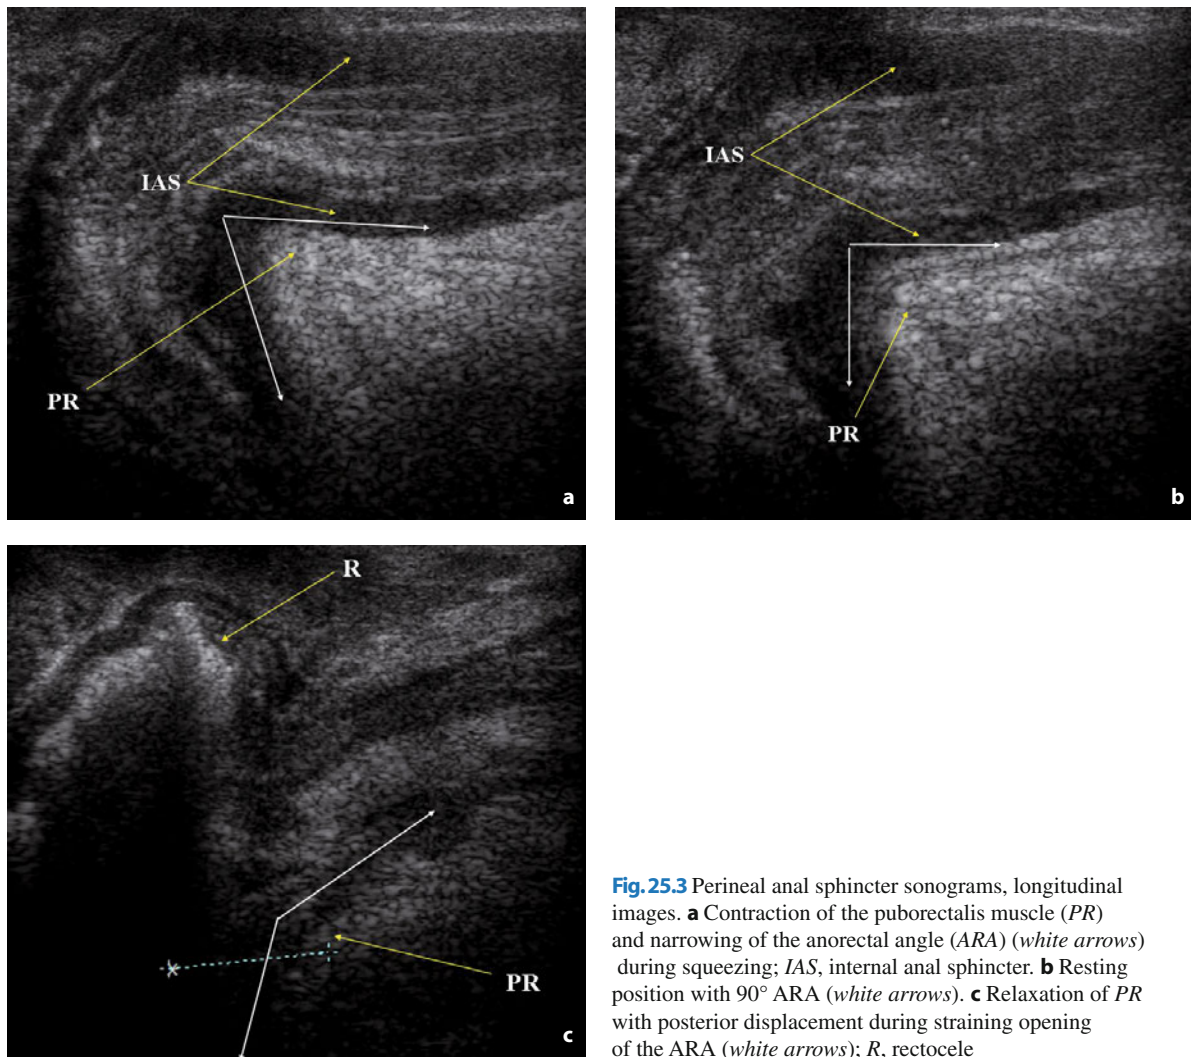 IAS
PR
a
IAS
PR
b
R
PR
c
Fig. 25.3 Perineal anal sphincter sonograms, longitudinal
images. a Contraction of the puborectalis muscle (PR)
and narrowing of the anorectal angle (ARA) (white arrows)
during squeezing; IAS, internal anal sphincter. b Resting
position with 90° ARA (white arrows). c Relaxation of PR
with posterior displacement during straining opening
of the ARA (white arrows); R, rectocele